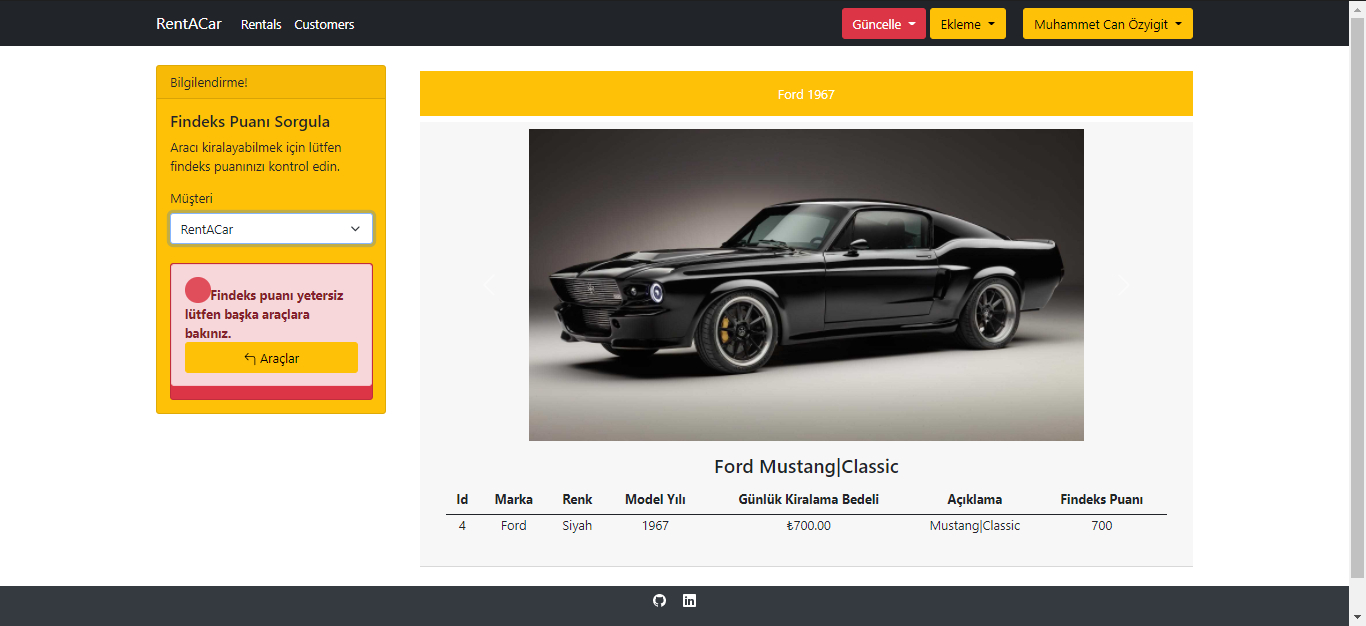 RentACar Rentals Customers Güncelle Ekleme Muhammet Can Özyigit
Bilgilendirme!
Findeks Puanı Sorgula
Aracı kiralayabilmek için lütfen
findeks puanınızı kontrol edin.
Müşteri
RentACar
Findeks puanı yetersiz
lütfen başka araçlara
bakınız.
Araçlar
Ford 1967
Ford Mustang|Classic
Id Marka Renk Model Yılı Günlük Kiralama Bedeli Açıklama Findeks Puanı
4 Ford Siyah 1967 ₺700.00 Mustang|Classic 700